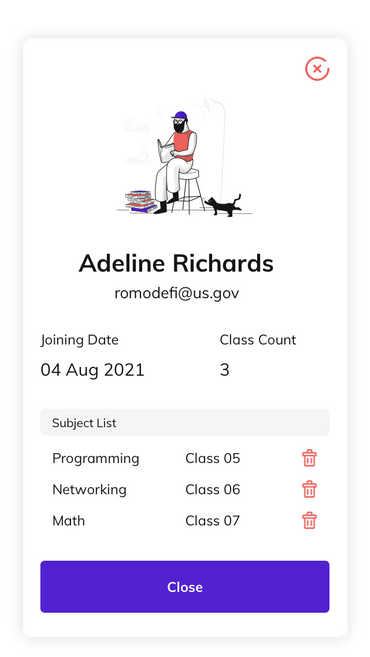 Adeline Richards
romodefi@us.gov
Joining Date Class Count
04 Aug 2021 3
Subject List
Programming Class 05
Networking Class 06
Math Class 07
Close